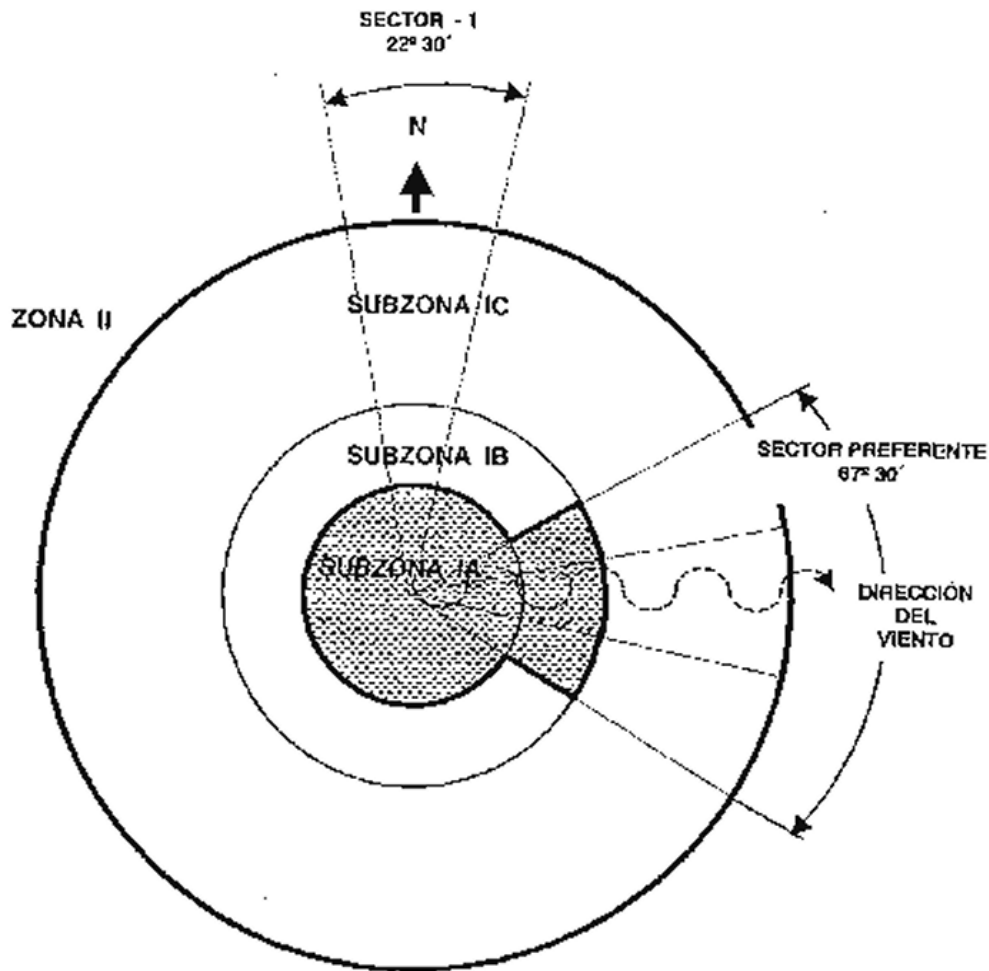 SECTOR - 1
22º 30´
N
SUBZONA IC
ZONA II
SUBZONA IB
SECTOR PREFERENTE
67º 30´
SUBZONA IA
DIRECCIÓN
DEL
VIENTO